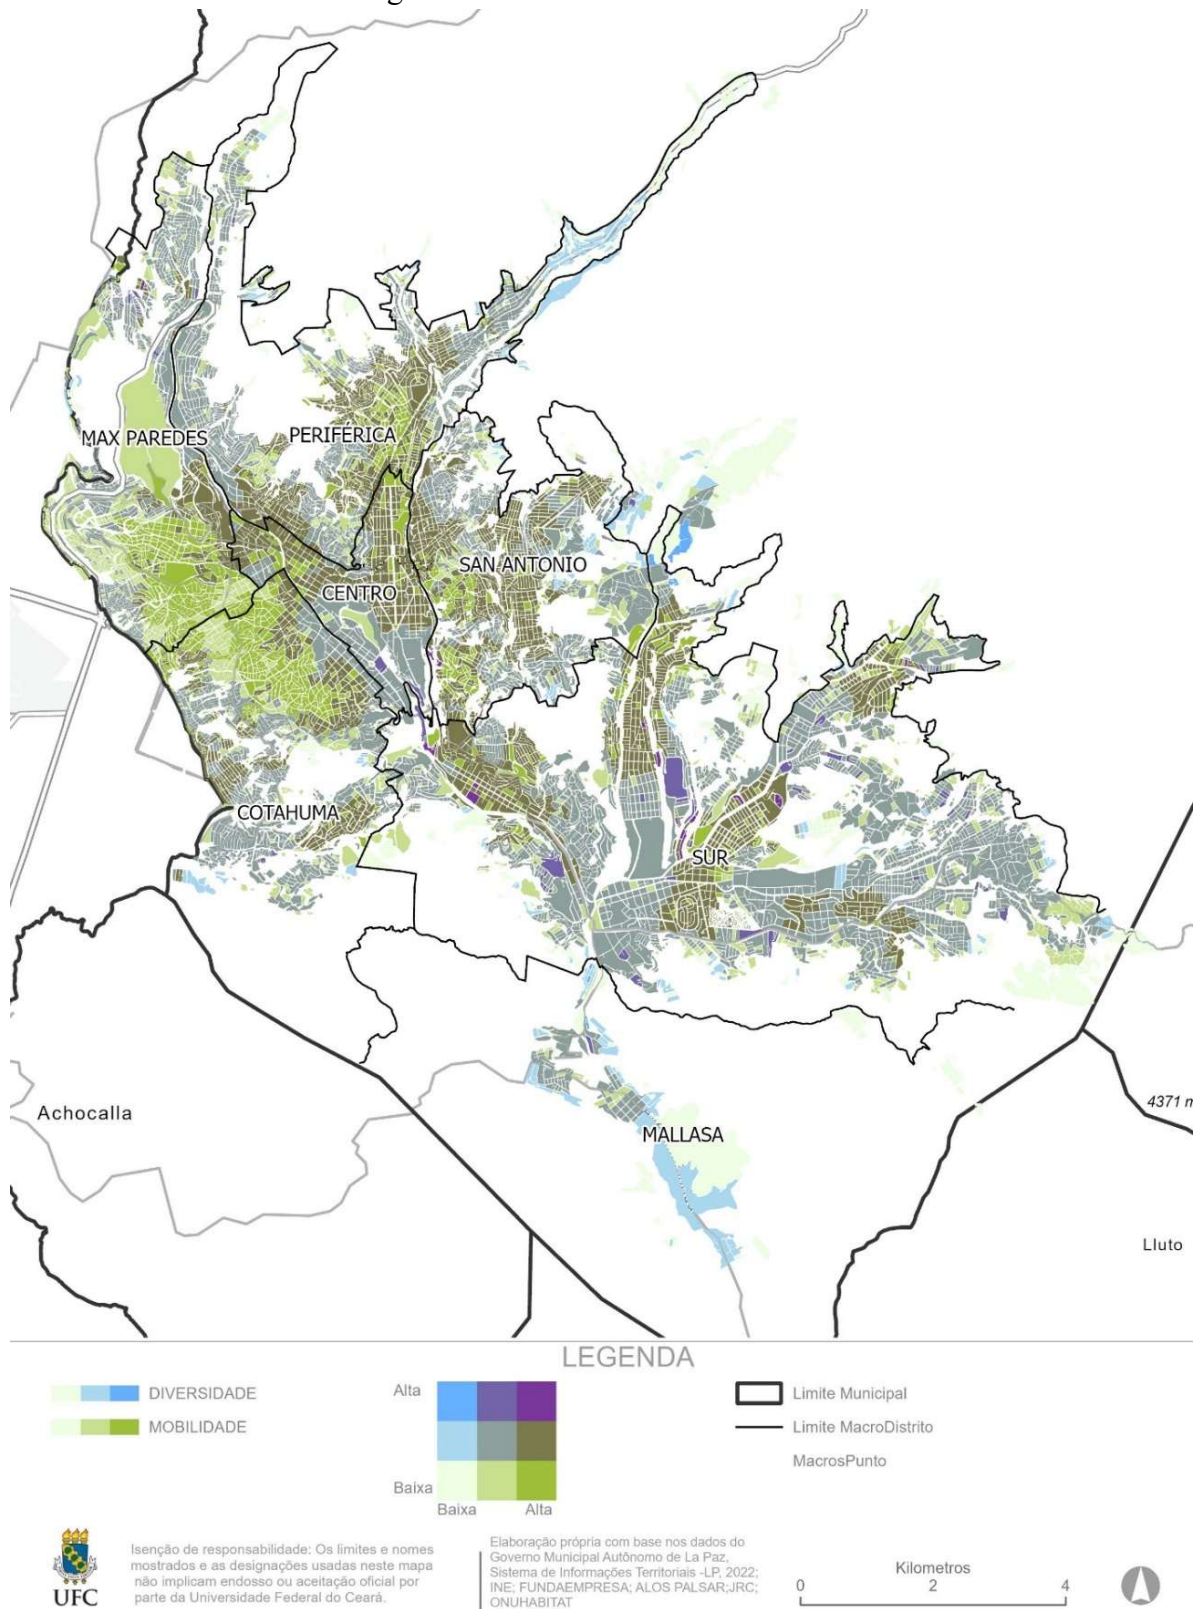 MAX PAREDES
PERIFÉRICA
SAN ANTONIO
CENTRO
COTAHUMA
SUR
Achocalla
4371 m
MALLASA
Lluto
LEGENDA
DIVERSIDADE
MOBILIDADE
Alta
Baixa
Baixa
Alta
Limite Municipal
Limite MacroDistrito
MacrosPunto
UFC
Isenção de responsabilidade: Os limites e nomes
mostrados e as designações usadas neste mapa
não implicam endosso ou aceitação oficial por
parte da Universidade Federal do Ceará.
Elaboração própria com base nos dados do
Governo Municipal Autônomo de La Paz,
Sistema de Informações Territoriais -LP, 2022;
INE; FUNDAEMPRESA; ALOS PALSAR;JRC;
ONUHABITAT
Kilometros
0 2 4